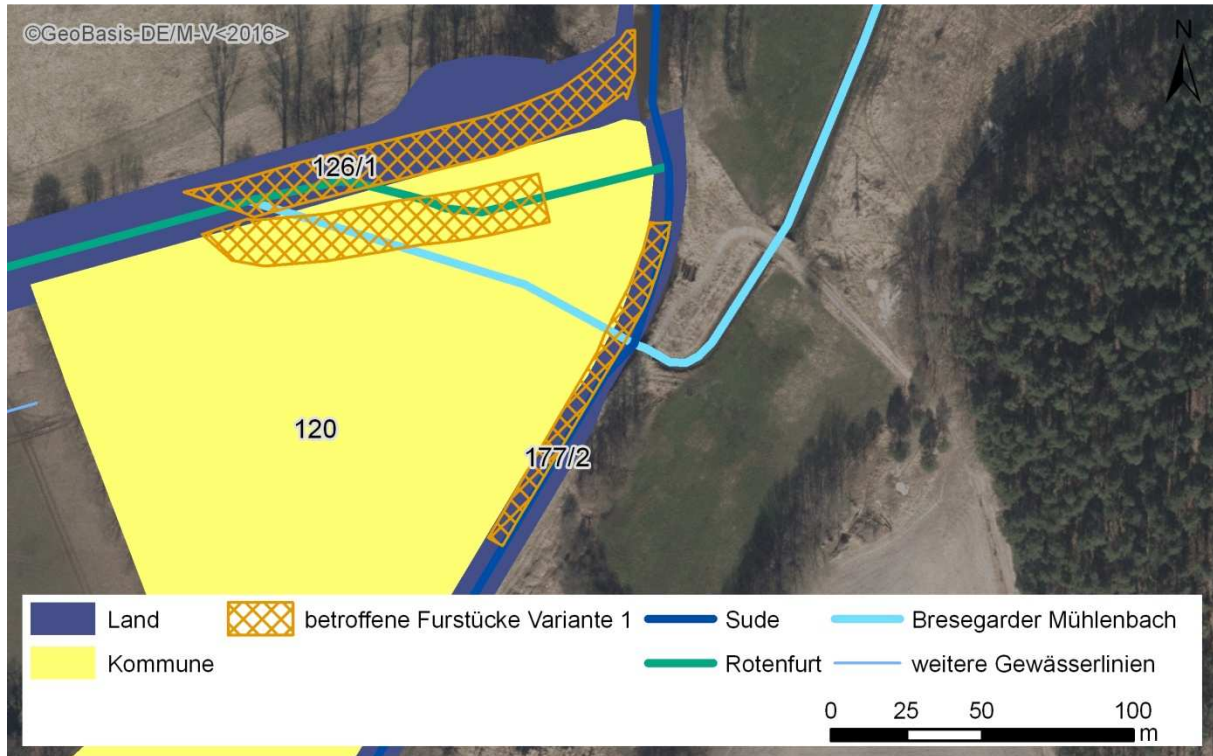 ©GeoBasis-DE/M-V<2016>
N
126/1
120
177/2
Land
betroffene Furstücke Variante 1
Sude
Bresegarder Mühlenbach
Kommune
Rotenfurt
weitere Gewässerlinien
0 25 50 100
m